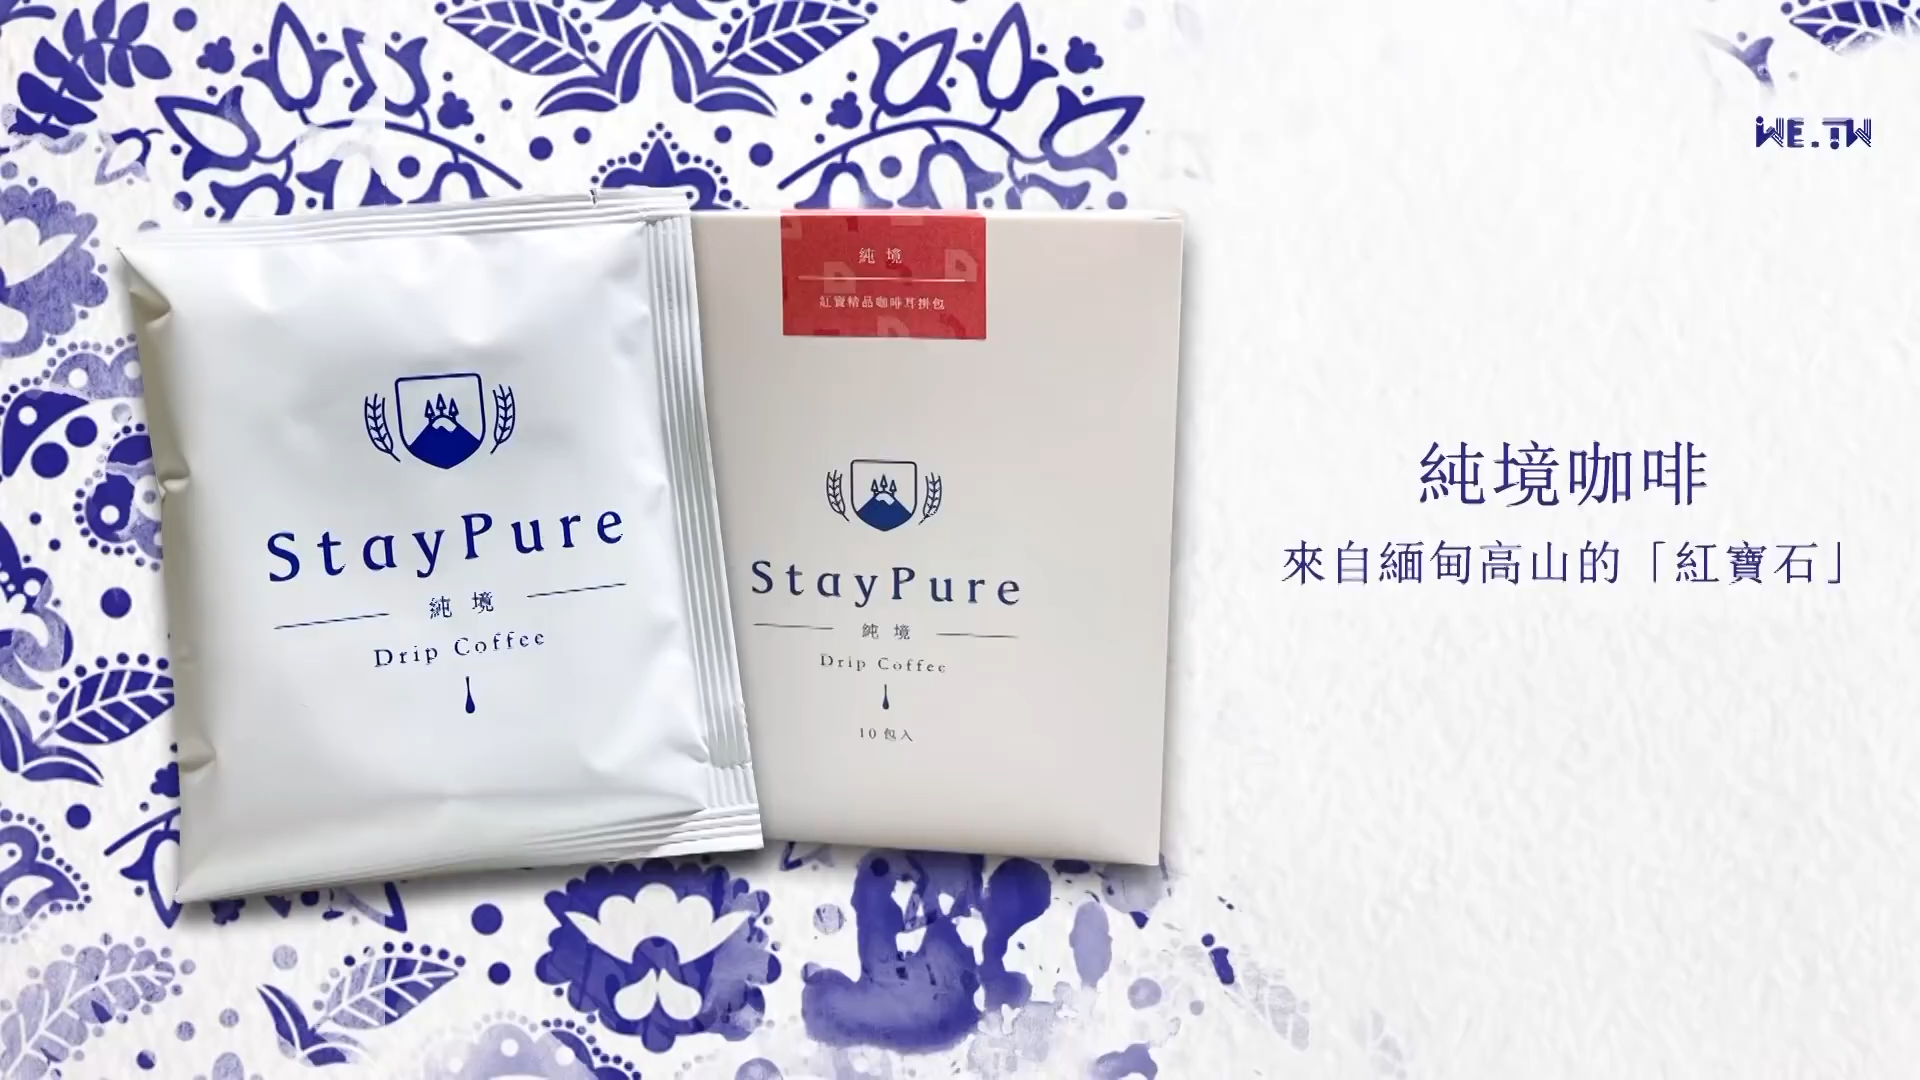 iWE.TW
純境
紅寶精品咖啡耳掛包
StayPure
純境
Drip Coffee
StayPure
純境
Drip Coffee
10包入
純境咖啡
來自緬甸高山的「紅寶石」